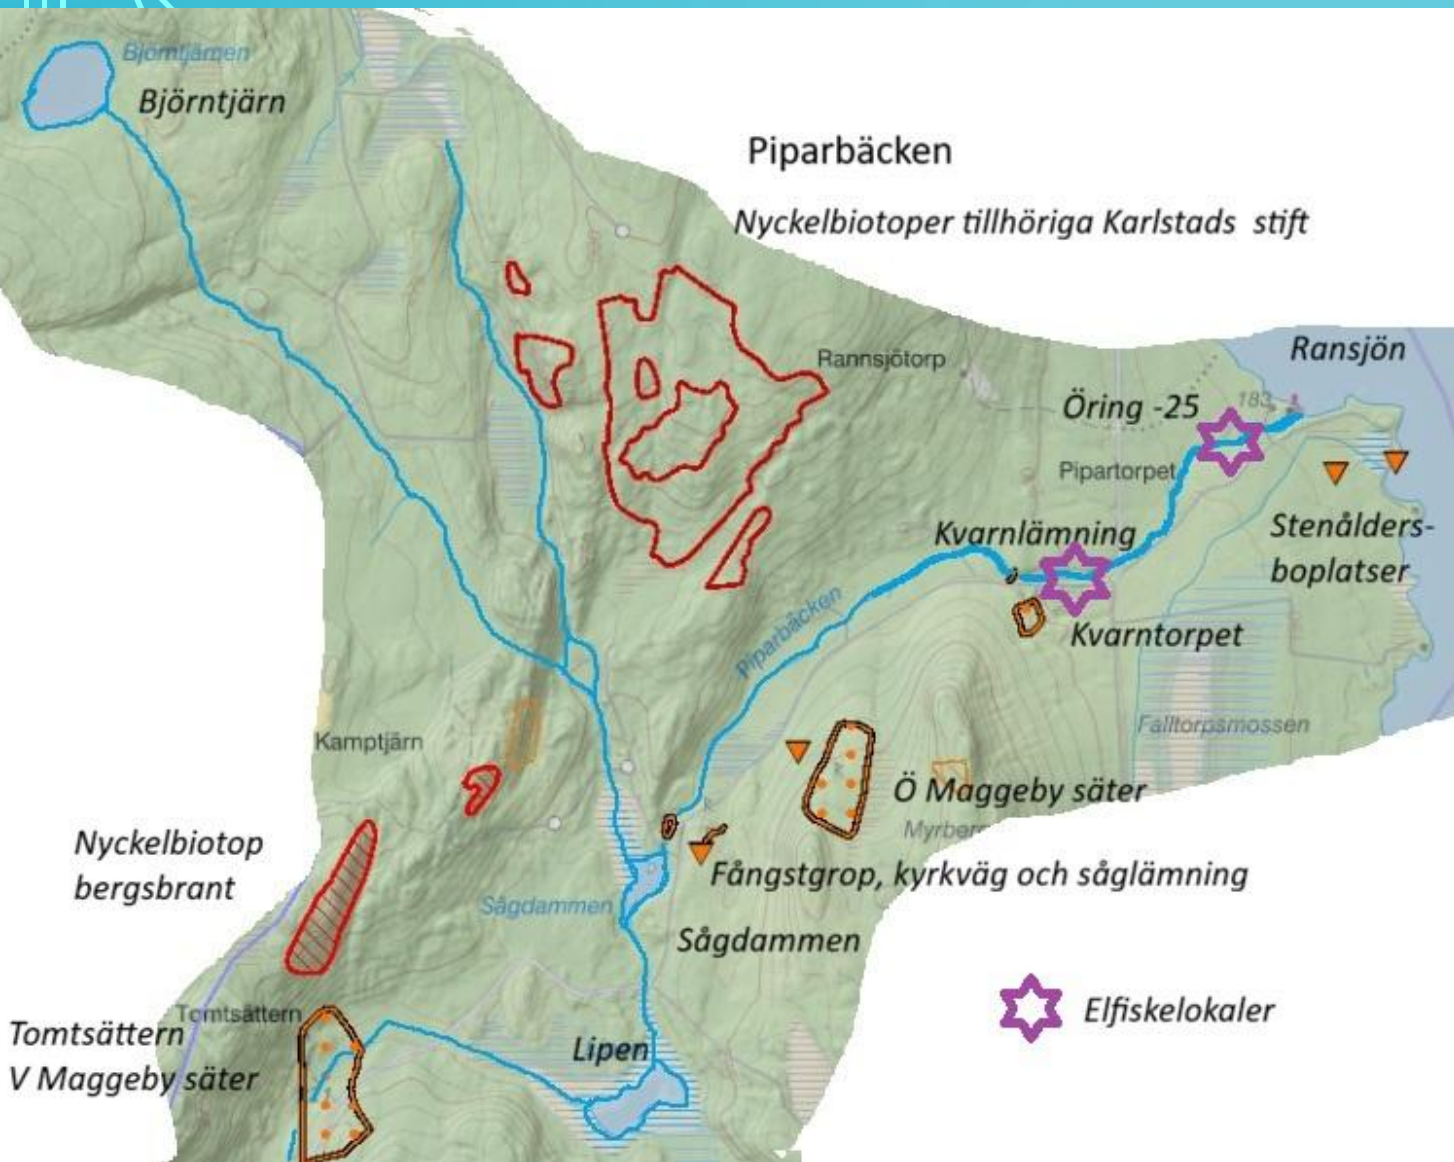 Björntjärnen
Björntjärn
Piparbäcken
Nyckelbiotoper tillhöriga Karlstads stift
Rannsjötorp
Ransjön
Öring -25
183
Pipartorpet
Kvarnlämning
Stenålders-
boplatser
Piparbäcken
Kvarntorpet
Kamptjärn
Falltorpsmossen
Ö Maggeby säter
Nyckelbiotop
bergsbrant
Fångstgrop, kyrkväg och såglämning
Sågdammen
Sågdammen
Tomtsättern
Tomtsättern
V Maggeby säter
Lipen
Elfiskelokaler